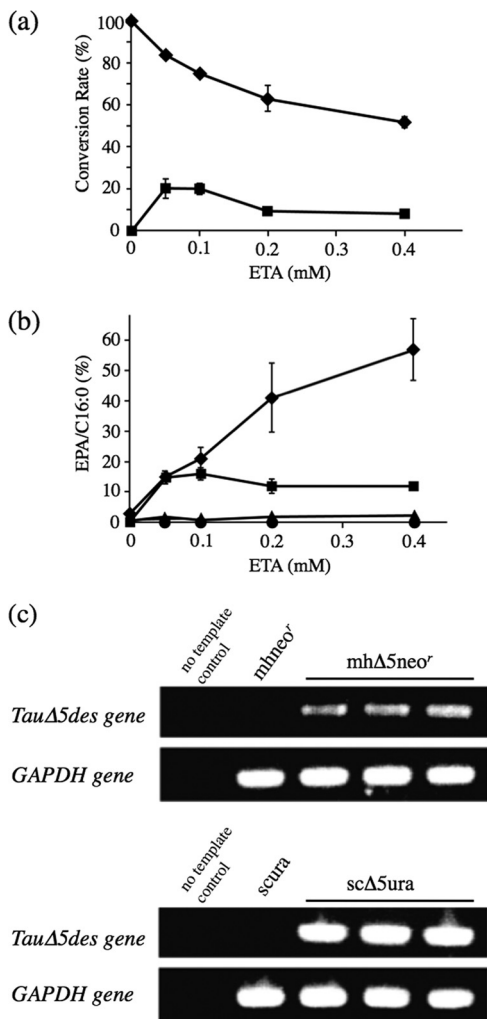 (a)
Conversion Rate (%)
100
80
60
40
20
0
0 0.1 0.2 0.3 0.4
ETA (mM)
(b)
EPA/C16:0 (%)
60
50
40
30
20
10
0
0 0.1 0.2 0.3 0.4
ETA (mM)
(c)
no template
control
mhneoʳ
mhΔ5neoʳ
TauΔ5des gene
GAPDH gene
no template
control
scura
scΔ5ura
TauΔ5des gene
GAPDH gene